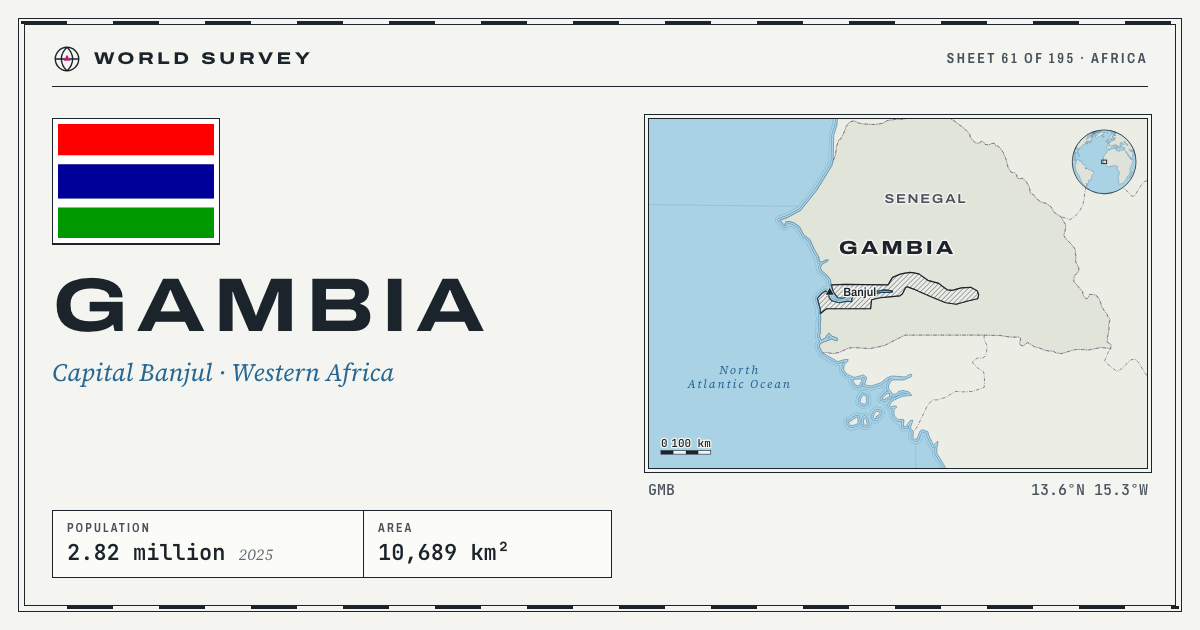 WORLD SURVEY
SHEET 61 OF 195 · AFRICA
GAMBIA
Capital Banjul · Western Africa
SENEGAL
GAMBIA
Banjul
North
Atlantic Ocean
0 100 km
GMB
13.6°N 15.3°W
POPULATION
2.82 million 2025
AREA
10,689 km²